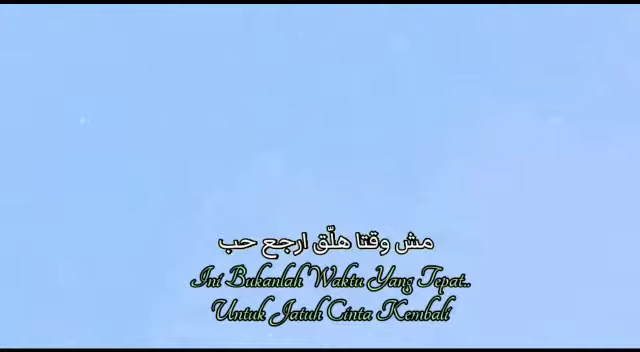 مش وقتا هلّق ارجع حب
Ini Bukanlah Waktu Yang Tepat..
Untuk Jatuh Cinta Kembali